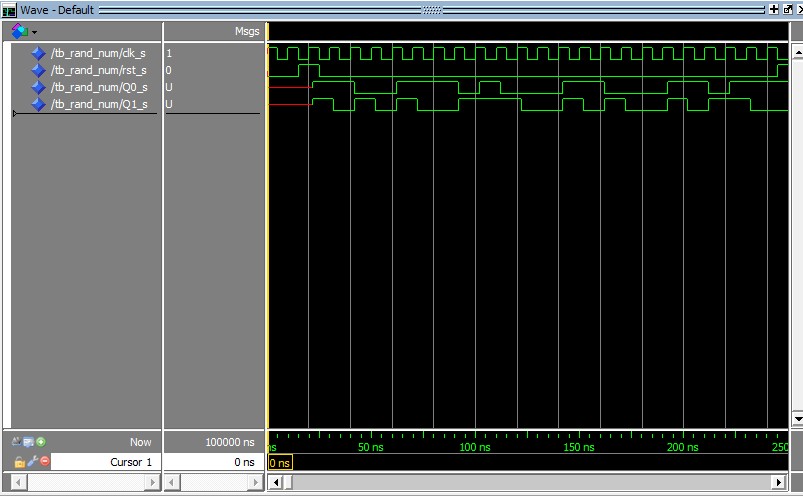 Wave - Default
Msgs
/tb_rand_num/clk_s 1
/tb_rand_num/rst_s 0
/tb_rand_num/Q0_s U
/tb_rand_num/Q1_s U
Now 100000 ns
ns 50 ns 100 ns 150 ns 200 ns 250
Cursor 1 0 ns 0 ns